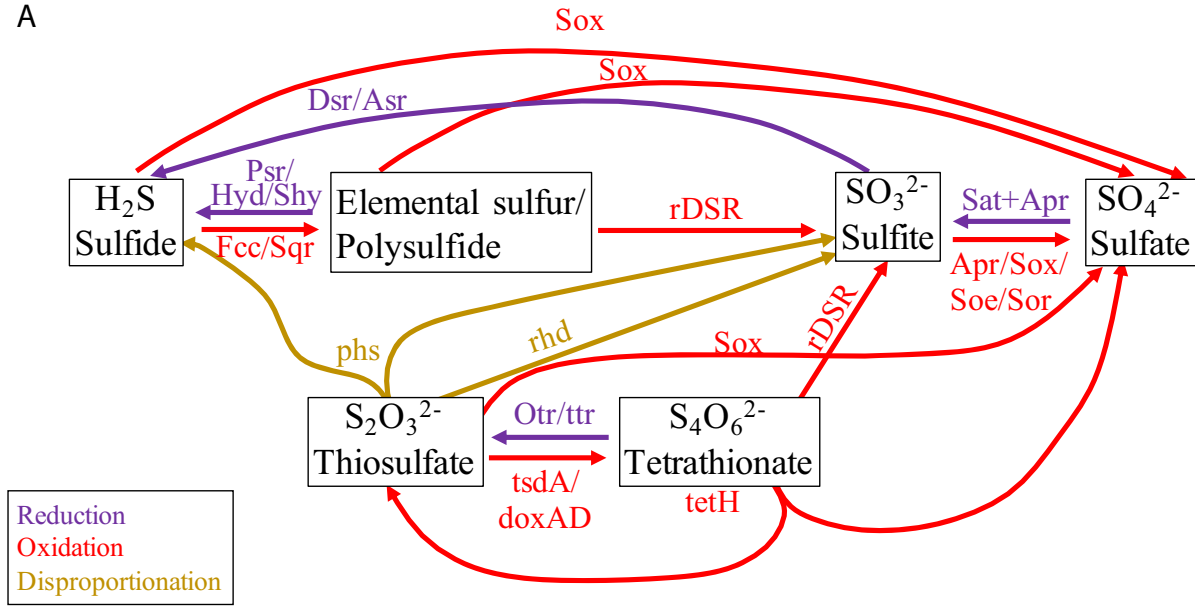 A
Sox
Sox
Dsr/Asr
Psr/
Hyd/Shy
H₂S
Sulfide
Fcc/Sqr
Elemental sulfur/
Polysulfide
rDSR
SO₃²⁻
Sulfite
Sat+Apr
Apr/Sox/
Soe/Sor
SO₄²⁻
Sulfate
phs
rhd
Sox
rDSR
S₂O₃²⁻
Thiosulfate
Otr/ttr
tsdA/
doxAD
S₄O₆²⁻
Tetrathionate
tetH
Reduction
Oxidation
Disproportionation